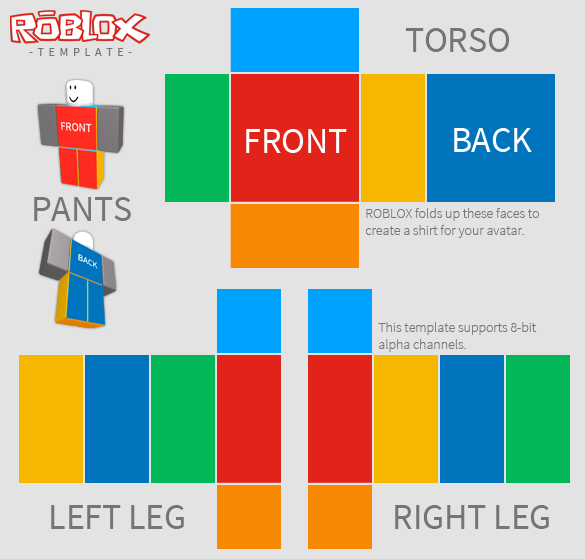 ROBLOX
-TEMPLATE-
TORSO
FRONT
FRONT
BACK
PANTS
ROBLOX folds up these faces to
create a shirt for your avatar.
BACK
This template supports 8-bit
alpha channels.
LEFT LEG
RIGHT LEG